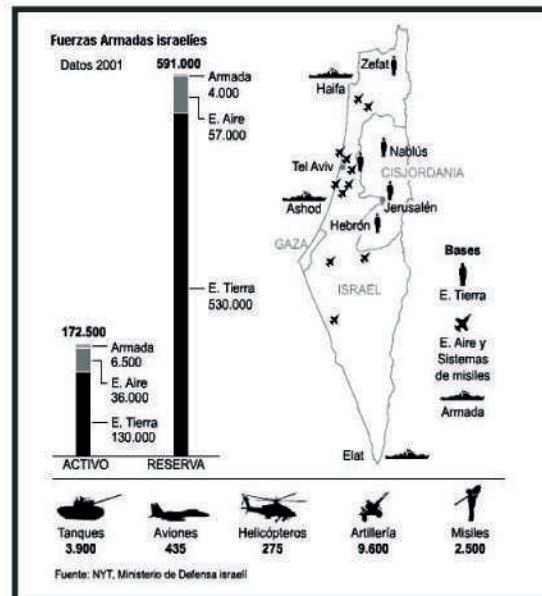 Fuerzas Armadas israelíes
Datos 2001
591.000
Armada
4.000
E. Aire
57.000
E. Tierra
530.000
172.500
Armada
6.500
E. Aire
36.000
E. Tierra
130.000
ACTIVO
RESERVA
Zefat
Haifa
Nablús
Tel Aviv
CISJORDANIA
Ashod
Jerusalén
Hebrón
GAZA
ISRAEL
Elat
Bases
E. Tierra
E. Aire y
Sistemas
de misiles
Armada
Tanques
3.900
Aviones
435
Helicópteros
275
Artillería
9.600
Misiles
2.500
Fuente: NYT, Ministerio de Defensa israelí